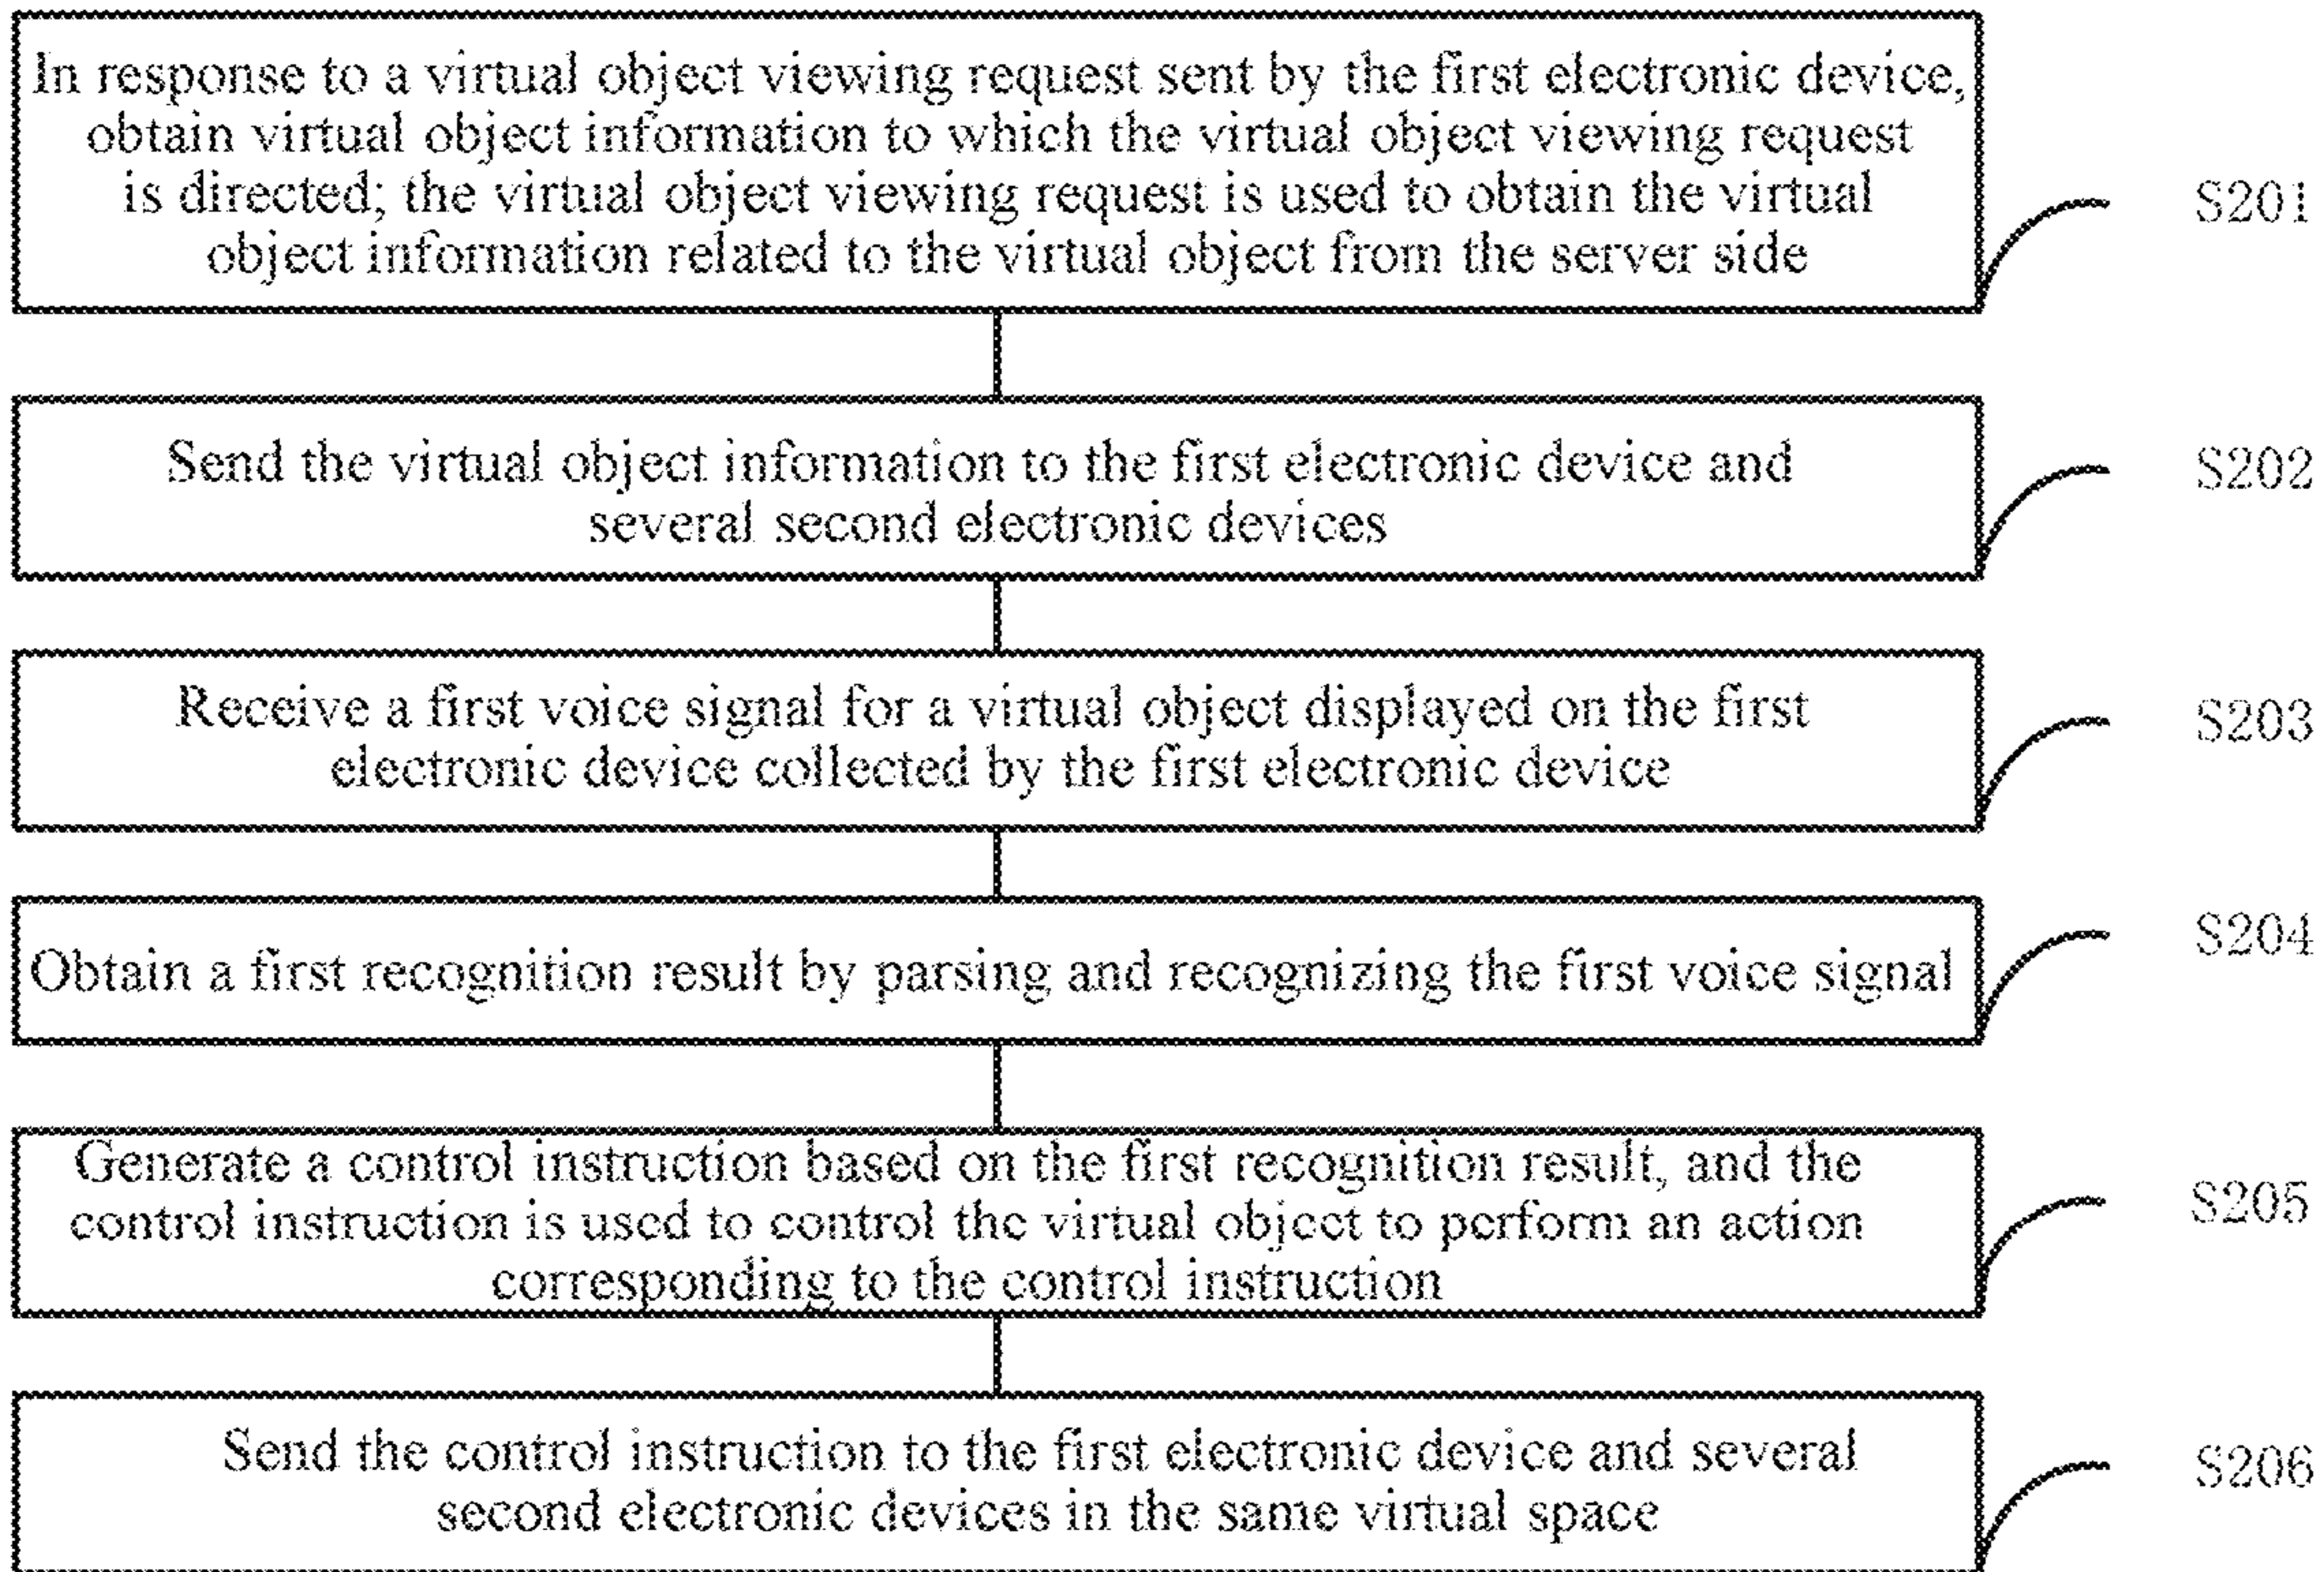 In response to a virtual object viewing request sent by the first electronic device,
obtain virtual object information to which the virtual object viewing request
is directed; the virtual object viewing request is used to obtain the virtual
object information related to the virtual object from the server side
S201
Send the virtual object information to the first electronic device and
several second electronic devices
S202
Receive a first voice signal for a virtual object displayed on the first
electronic device collected by the first electronic device
S203
Obtain a first recognition result by parsing and recognizing the first voice signal
S204
Generate a control instruction based on the first recognition result, and the
control instruction is used to control the virtual object to perform an action
corresponding to the control instruction
S205
Send the control instruction to the first electronic device and several
second electronic devices in the same virtual space
S206